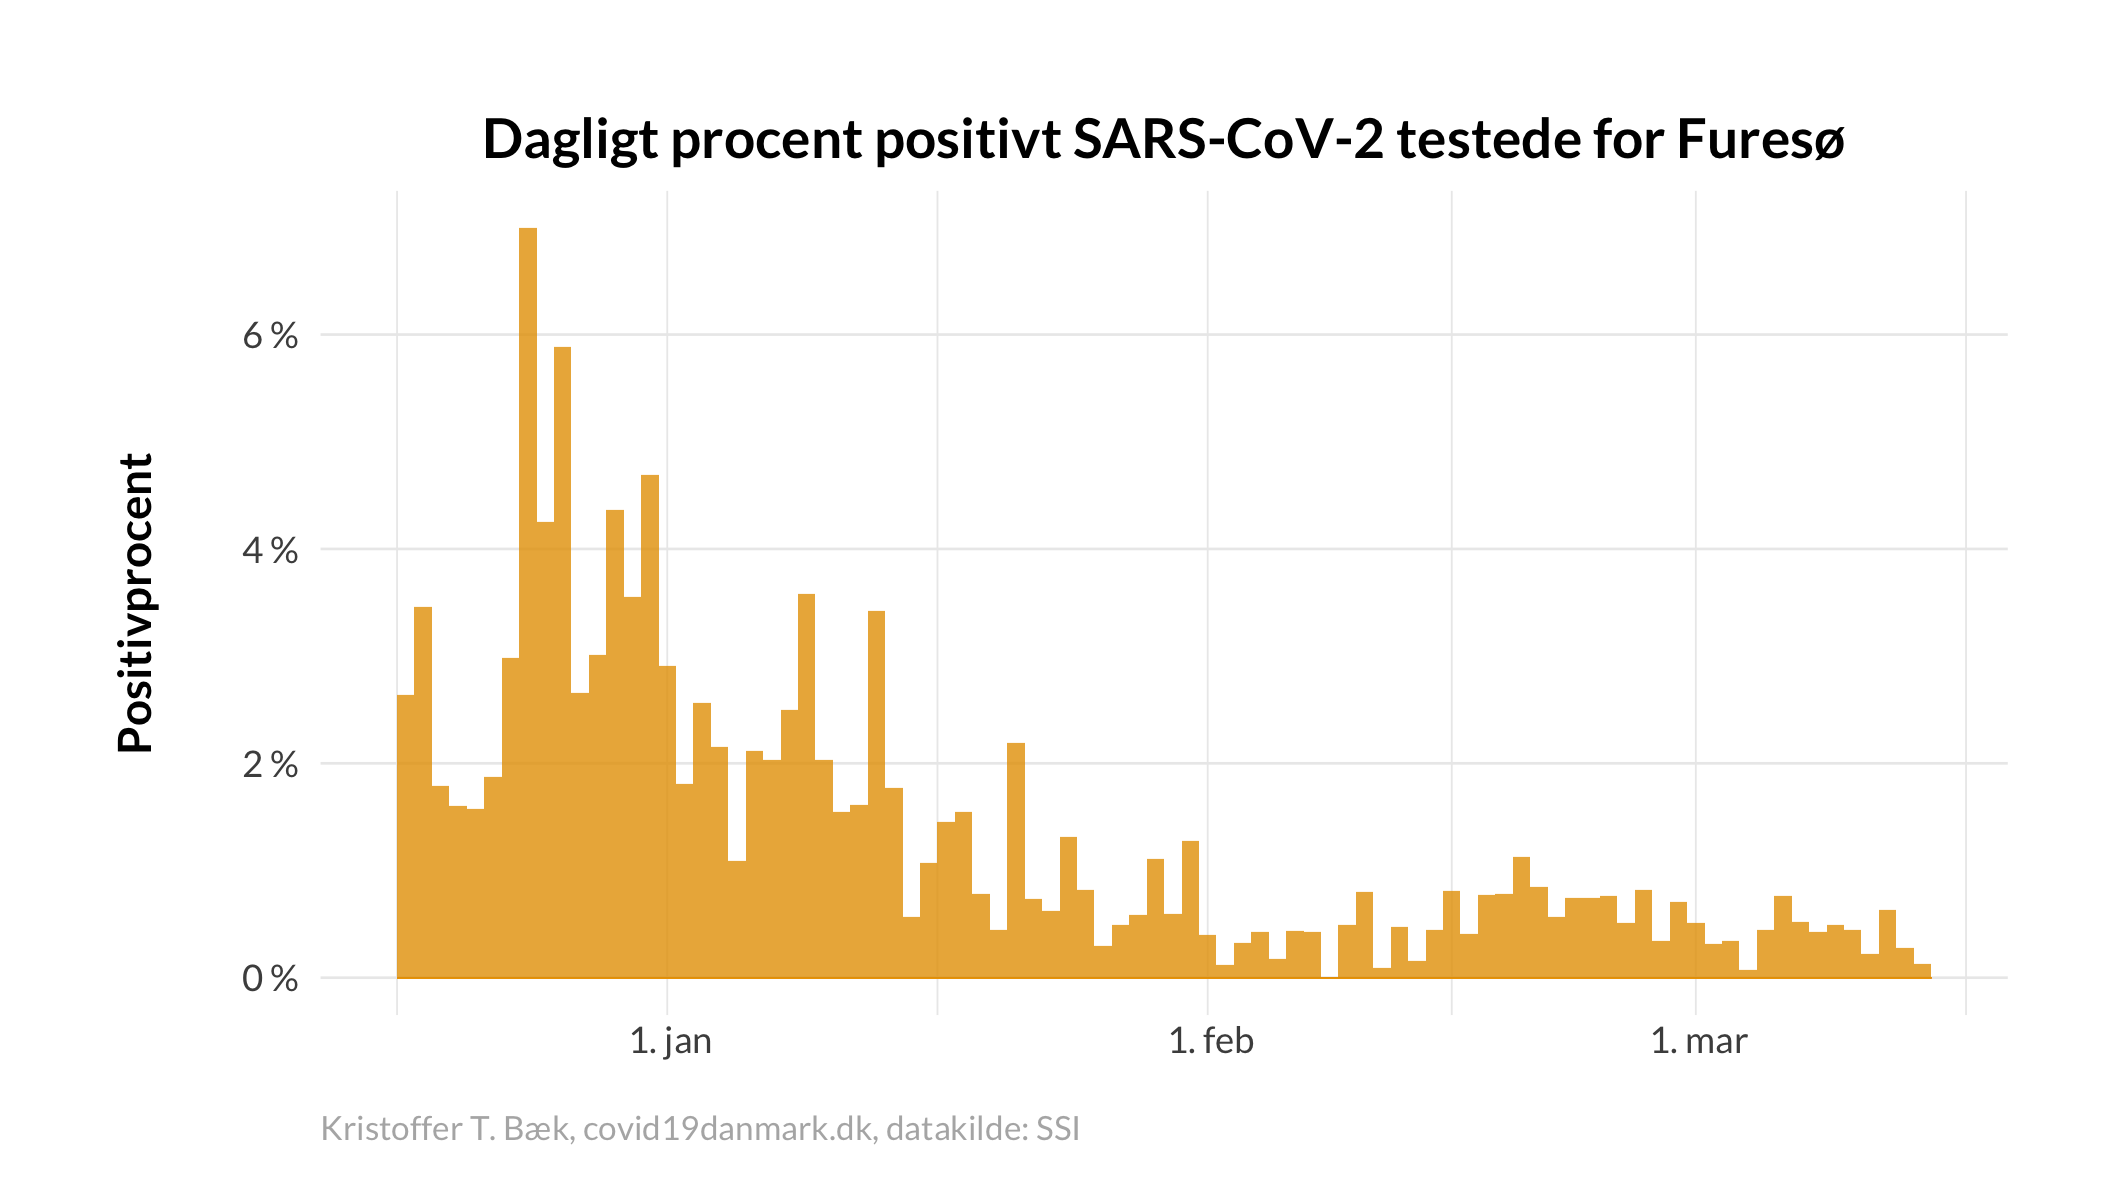 Dagligt procent positivt SARS-CoV-2 testede for Furesø
Positivprocent
6 %
4 %
2 %
0 %
1. jan
1. feb
1. mar
Kristoffer T. Bæk, covid19danmark.dk, datakilde: SSI